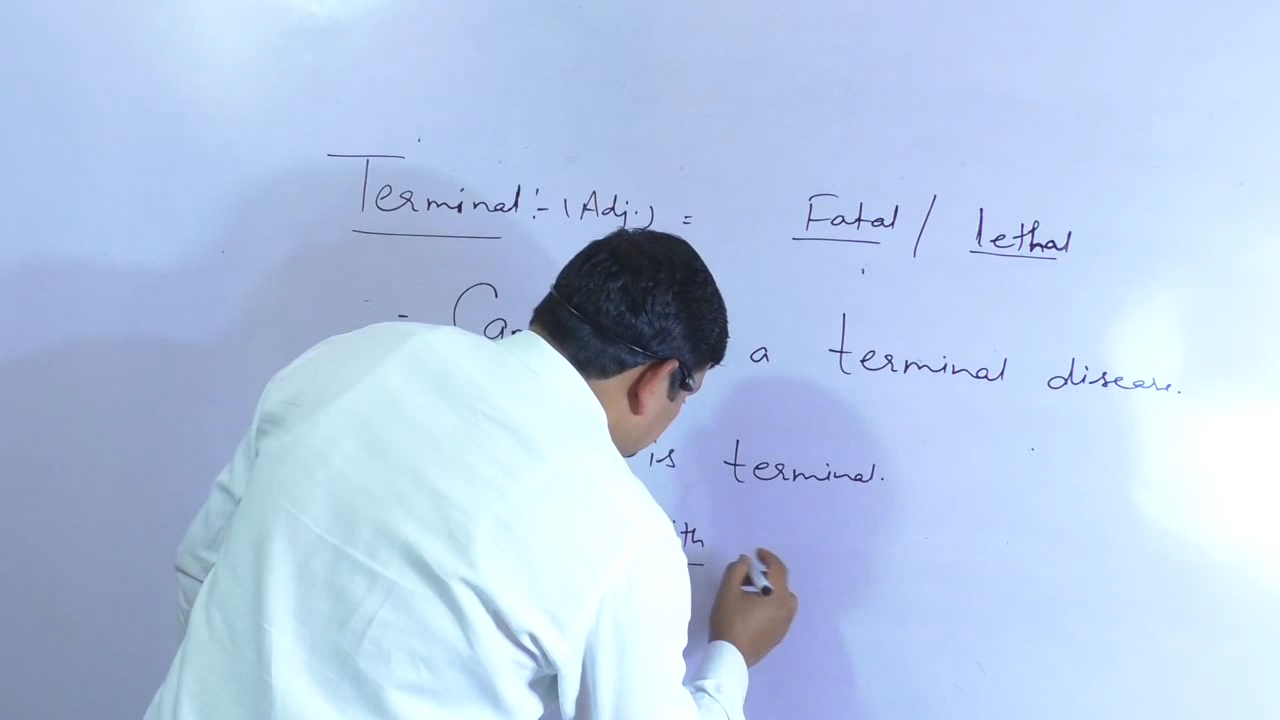 Terminal :- (Adj.) = Fatal / lethal
- a terminal disease.
is terminal.